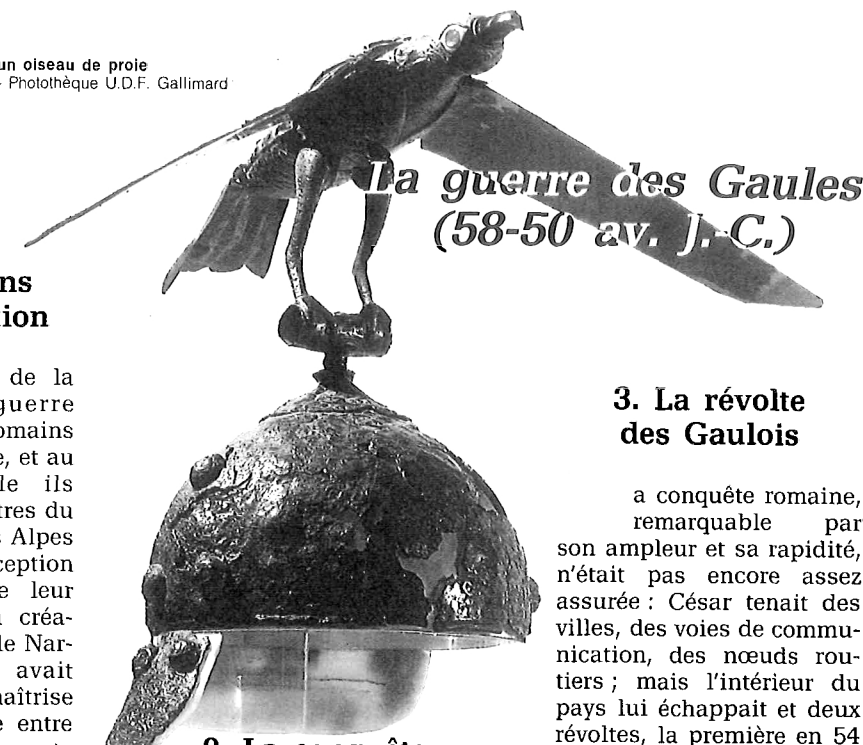 un oiseau de proie
- Photothèque U.D.F. Gallimard
La guerre des Gaules
(58-50 av. J.-C.)
ns
ion
de la
guerre
omains
e, et au
le ils
tres du
s Alpes
ception
e leur
créa-
de Nar-
avait
maîtrise
e entre
3. La révolte
des Gaulois
a conquête romaine,
remarquable par
son ampleur et sa rapidité,
n'était pas encore assez
assurée : César tenait des
villes, des voies de commu-
nication, des nœuds rou-
tiers ; mais l'intérieur du
pays lui échappait et deux
révoltes, la première en 54